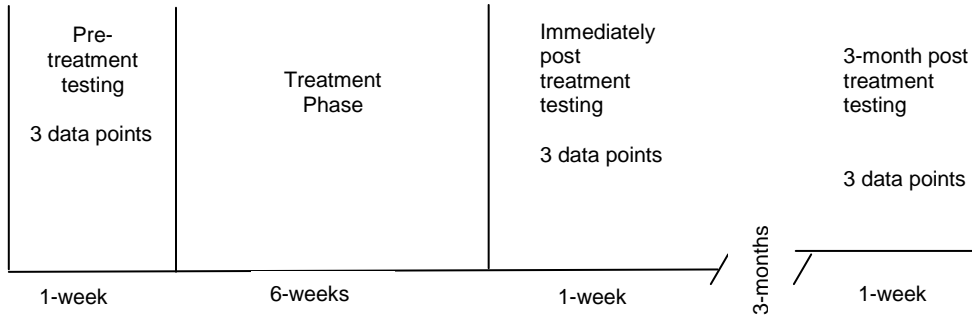 Pre-
treatment
testing
3 data points
Treatment
Phase
Immediately
post
treatment
testing
3 data points
3-month post
treatment
testing
3 data points
1-week
6-weeks
1-week
3-months
1-week